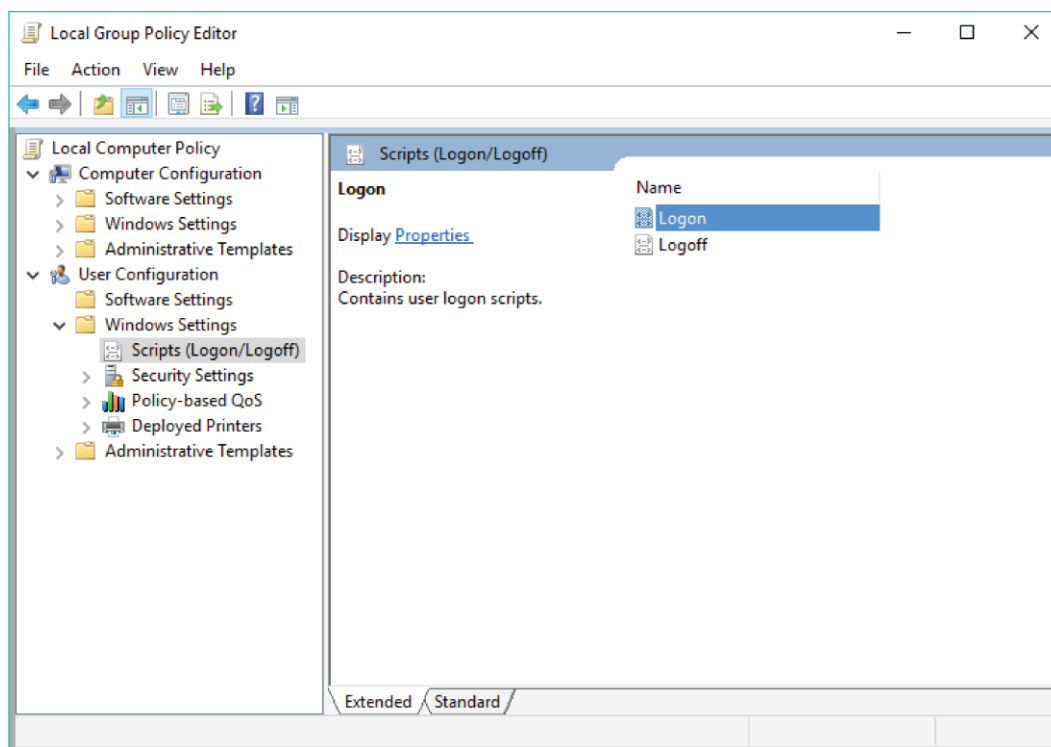 Local Group Policy Editor
File Action View Help
Local Computer Policy
Computer Configuration
Software Settings
Windows Settings
Administrative Templates
User Configuration
Software Settings
Windows Settings
Scripts (Logon/Logoff)
Security Settings
Policy-based QoS
Deployed Printers
Administrative Templates
Scripts (Logon/Logoff)
Logon
Display Properties
Description:
Contains user logon scripts.
Name
Logon
Logoff
Extended Standard